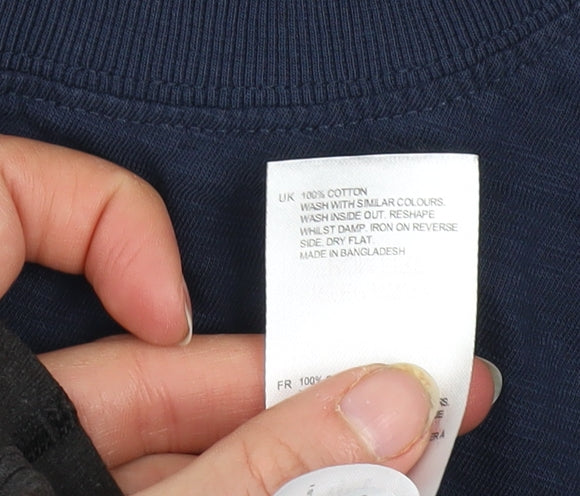 UK 100% COTTON
WASH WITH SIMILAR COLOURS.
WASH INSIDE OUT. RESHAPE
WHILST DAMP. IRON ON REVERSE
SIDE. DRY FLAT.
MADE IN BANGLADESH
FR 100%